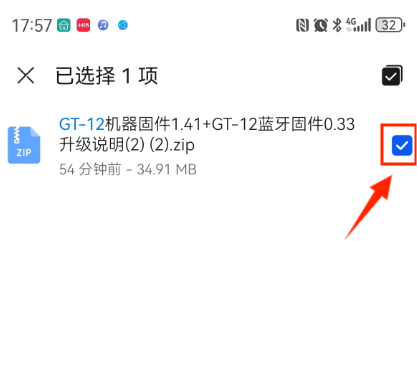 17:57 4G 32
已选择 1 项
GT-12机器固件1.41+GT-12蓝牙固件0.33
升级说明(2) (2).zip
ZIP
54 分钟前 - 34.91 MB